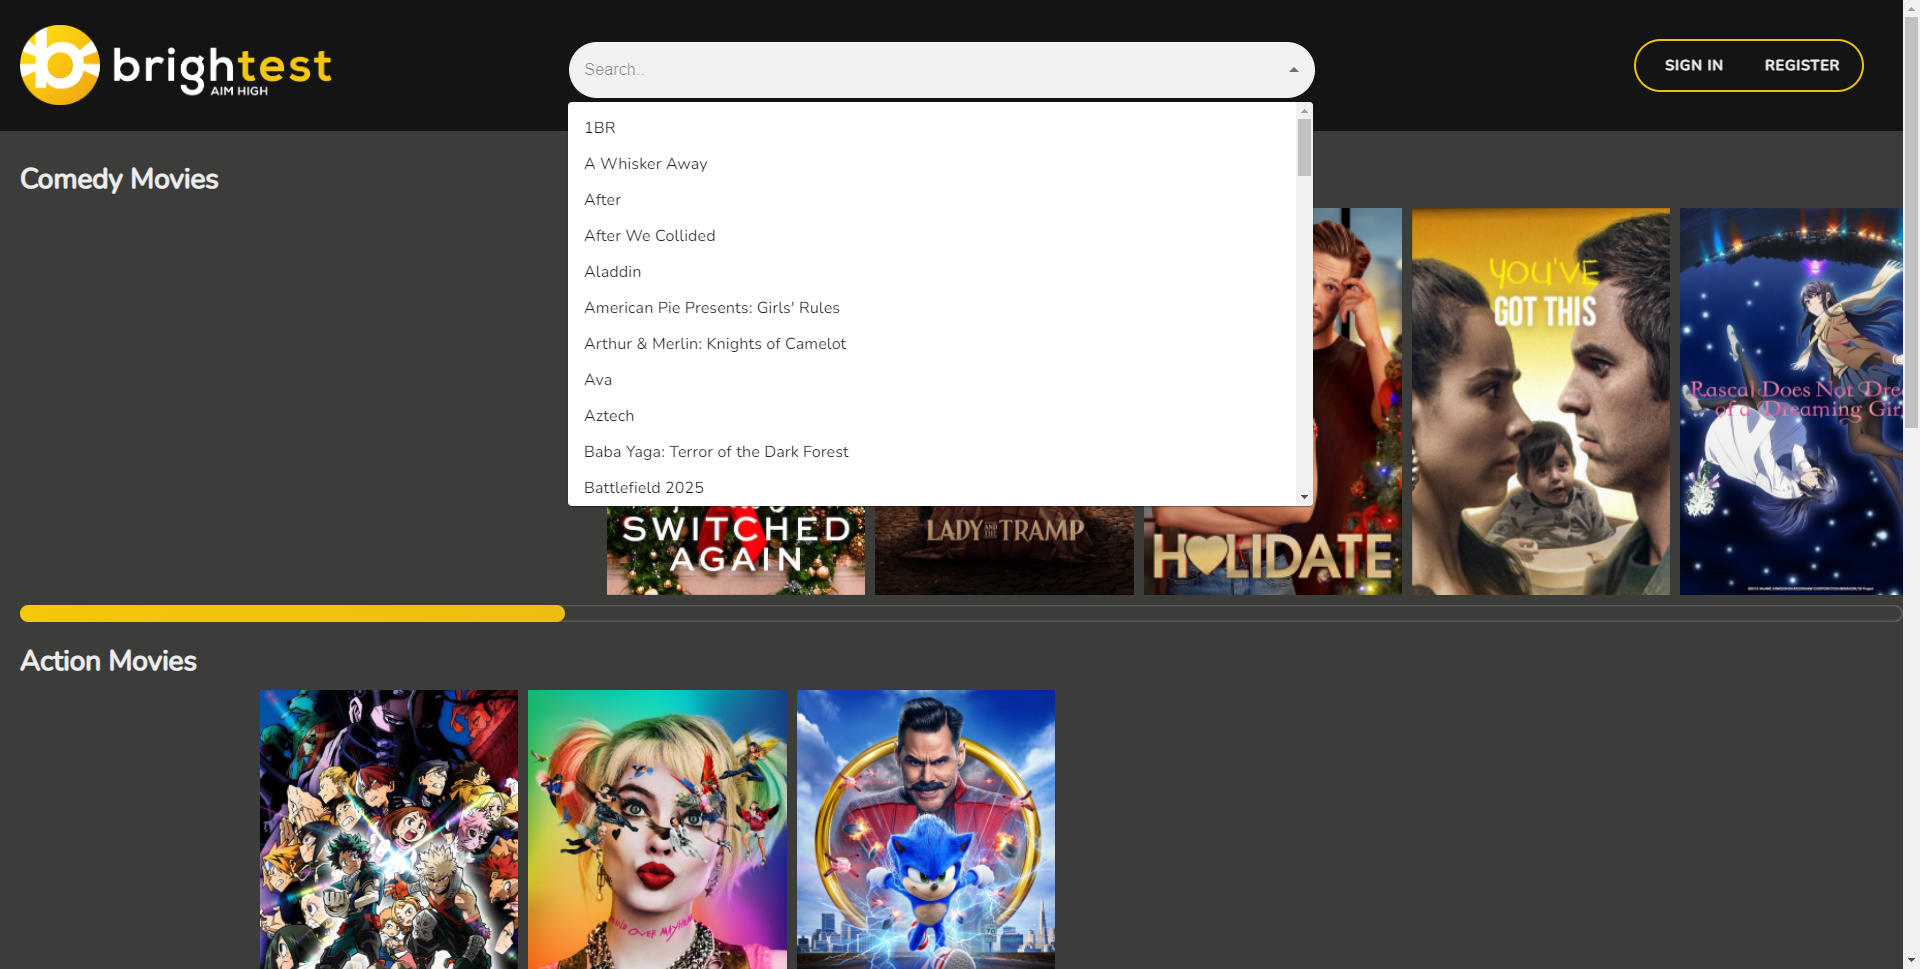 brightest
AIM HIGH
Search..
SIGN IN
REGISTER
1BR
A Whisker Away
After
After We Collided
Aladdin
American Pie Presents: Girls' Rules
Arthur & Merlin: Knights of Camelot
Ava
Aztech
Baba Yaga: Terror of the Dark Forest
Battlefield 2025
Comedy Movies
SWITCHED
AGAIN
LADY AND THE TRAMP
HOLIDATE
YOU'VE
GOT THIS
Rascal Does Not Dre
of a Dreaming Gir
Action Movies
MIND OVER MAYHEM